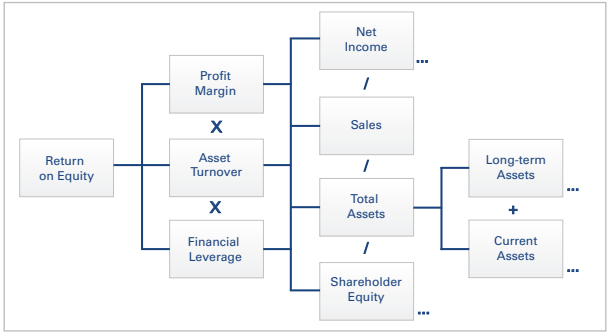 Return
on Equity
Profit
Margin
X
Asset
Turnover
X
Financial
Leverage
Net
Income
...
/
Sales
/
Total
Assets
/
Shareholder
Equity
...
Long-term
Assets
...
+
Current
Assets
...